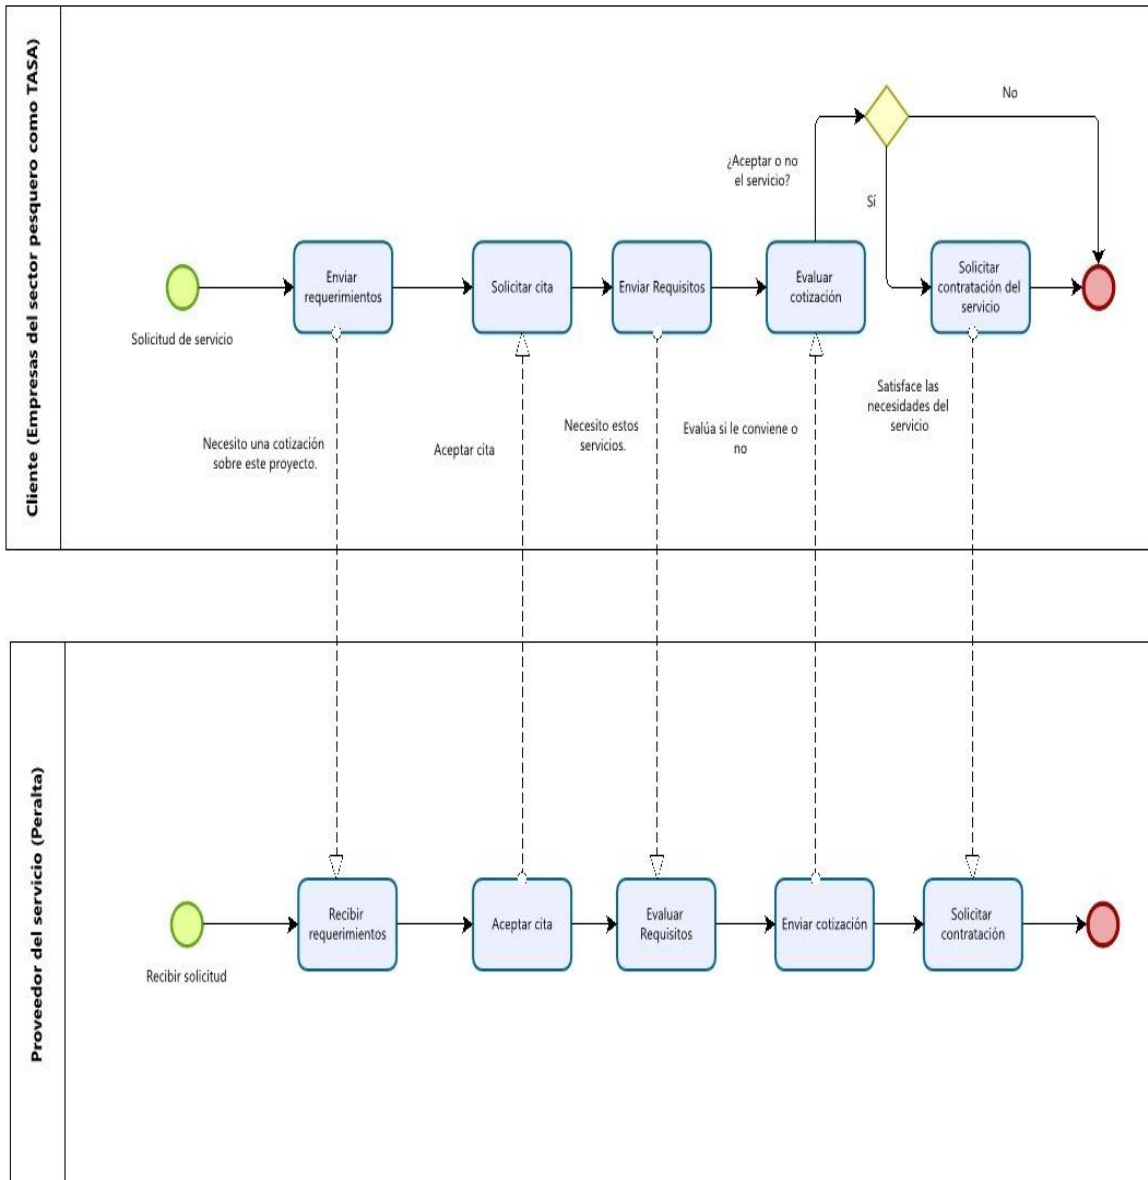 Cliente (Empresas del sector pesquero como TASA)
No
¿Aceptar o no
el servicio?
Sí
Enviar
requerimientos
Solicitar cita
Enviar Requisitos
Evaluar
cotización
Solicitar
contratación del
servicio
Solicitud de servicio
Necesito una cotización
sobre este proyecto.
Aceptar cita
Necesito estos
servicios.
Evalúa si le conviene o
no
Satisface las
necesidades del
servicio
Proveedor del servicio (Peralta)
Recibir
requerimientos
Aceptar cita
Evaluar
Requisitos
Enviar cotización
Solicitar
contratación
Recibir solicitud